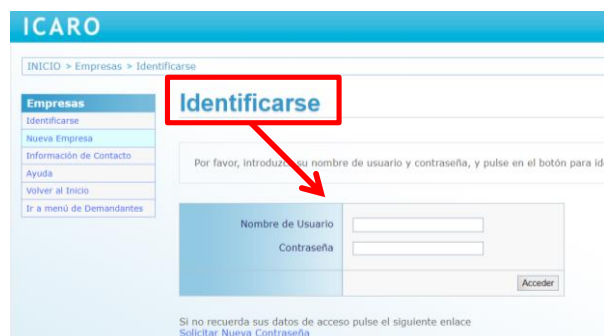 ICARO
INICIO > Empresas > Identificarse
Empresas
Identificarse
Nueva Empresa
Información de Contacto
Ayuda
Volver al Inicio
Ir a menú de Demandantes
Identificarse
Por favor, introduzca su nombre de usuario y contraseña, y pulse en el botón para id
Nombre de Usuario
Contraseña
Acceder
Si no recuerda sus datos de acceso pulse el siguiente enlace
Solicitar Nueva Contraseña